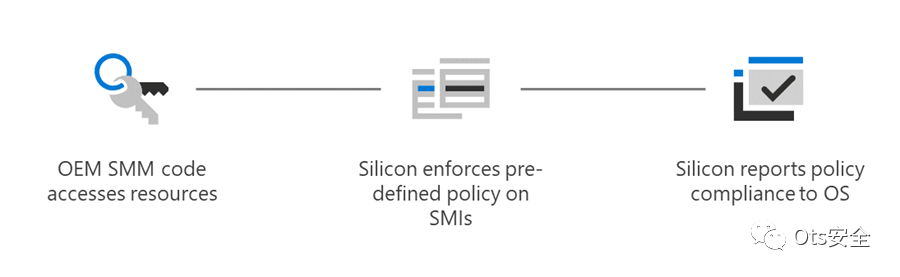 OEM SMM code
accesses resources
Silicon enforces pre-
defined policy on
SMIs
Silicon reports policy
compliance to OS
Ots安全